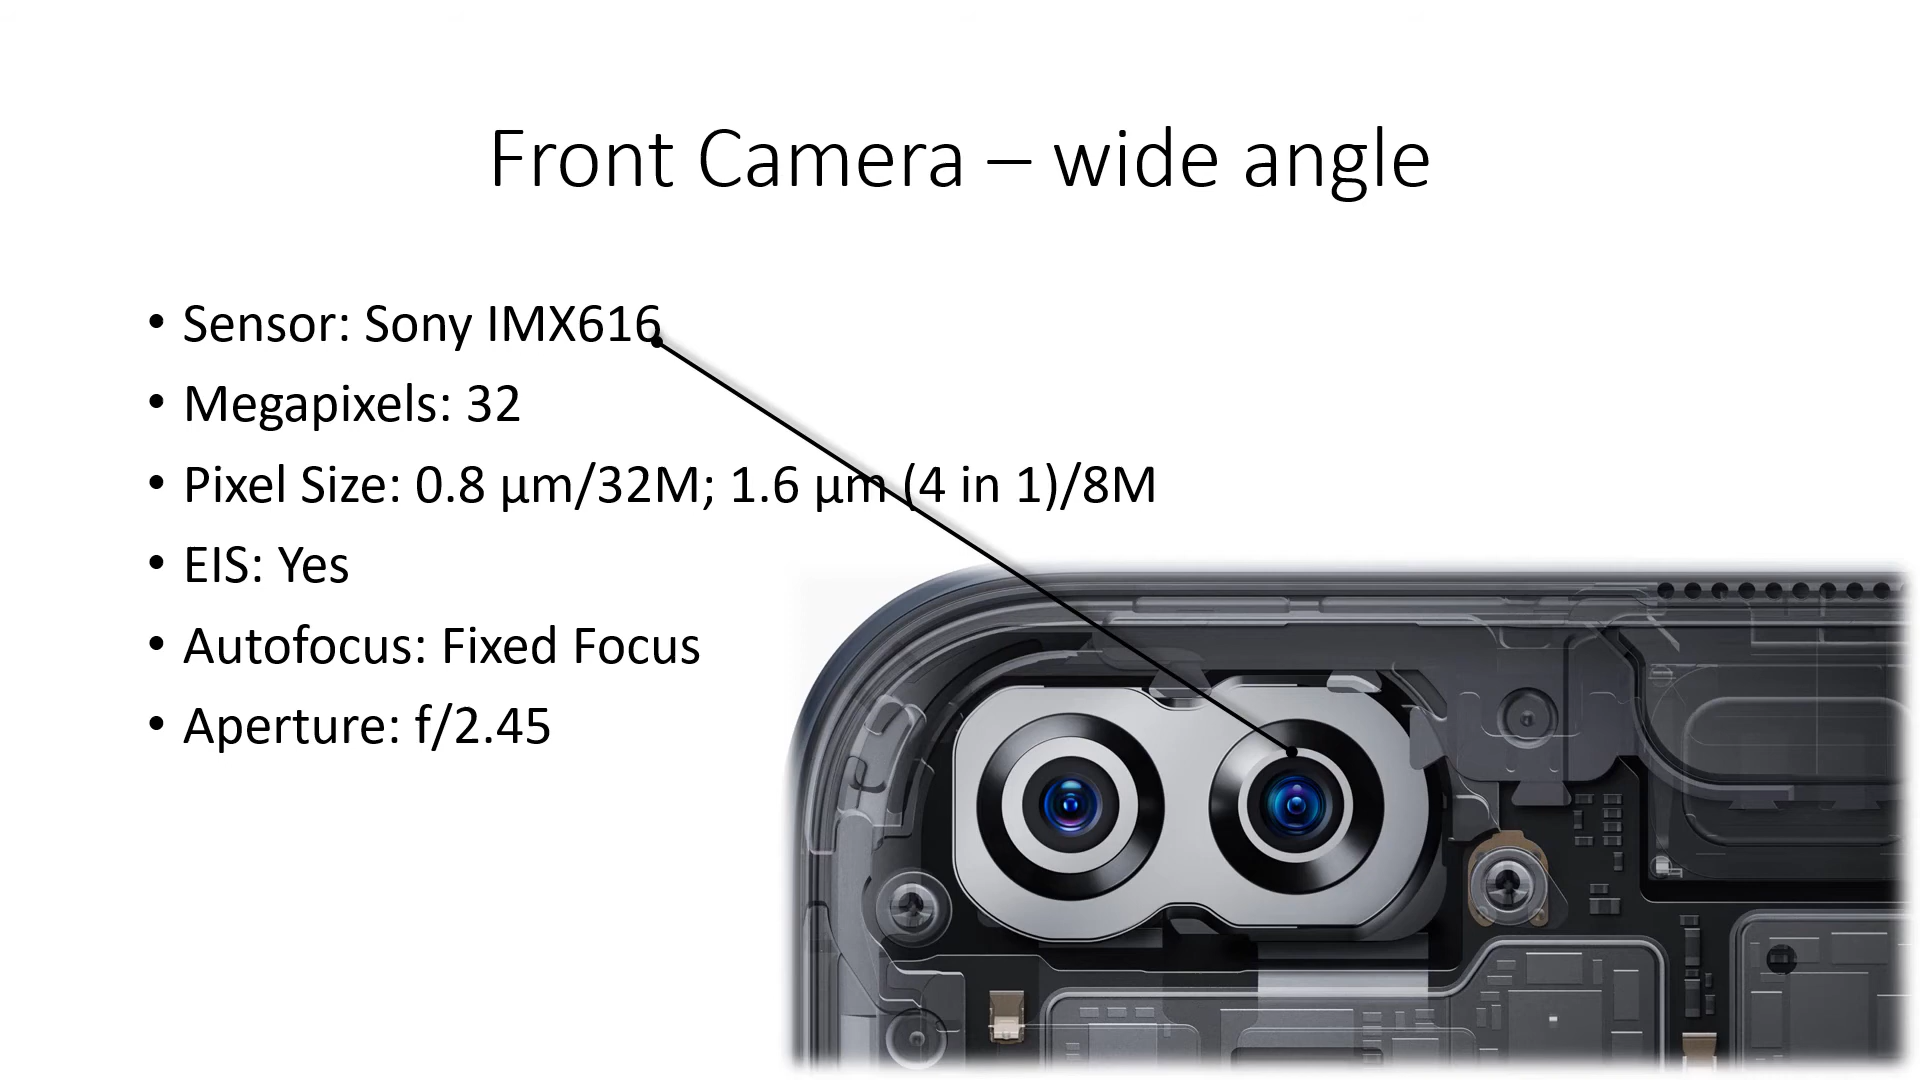 Front Camera – wide angle
• Sensor: Sony IMX616
• Megapixels: 32
• Pixel Size: 0.8 μm/32M; 1.6 μm (4 in 1)/8M
• EIS: Yes
• Autofocus: Fixed Focus
• Aperture: f/2.45